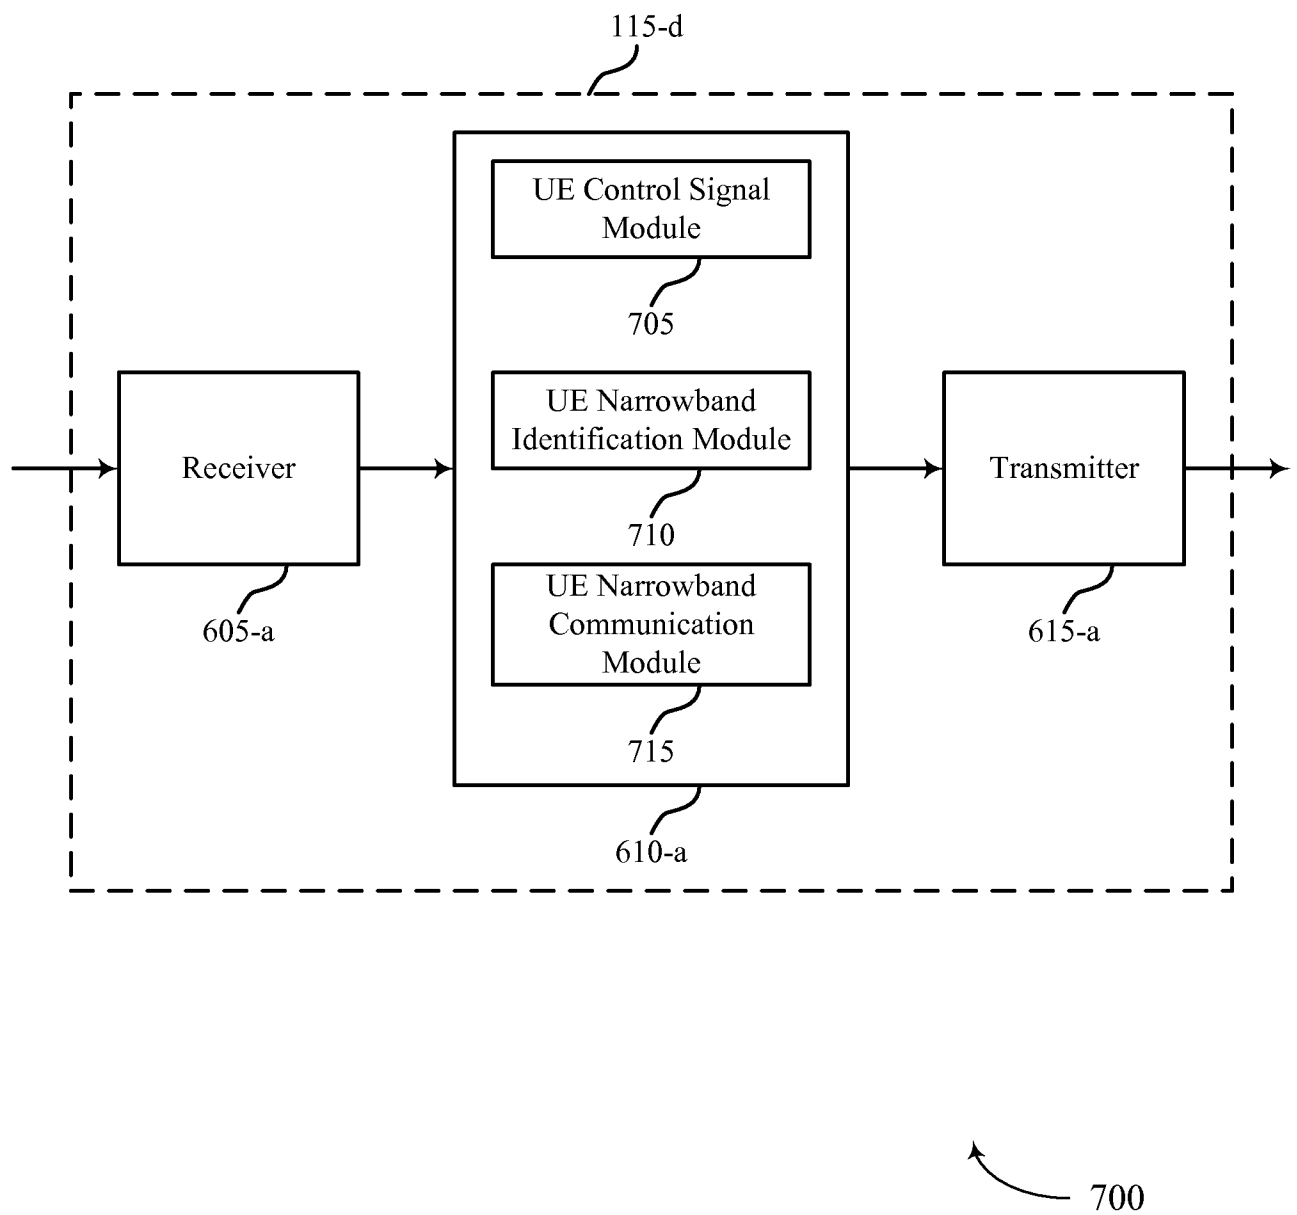 115-d
UE Control Signal
Module
705
UE Narrowband
Identification Module
710
UE Narrowband
Communication
Module
715
610-a
Receiver
605-a
Transmitter
615-a
700